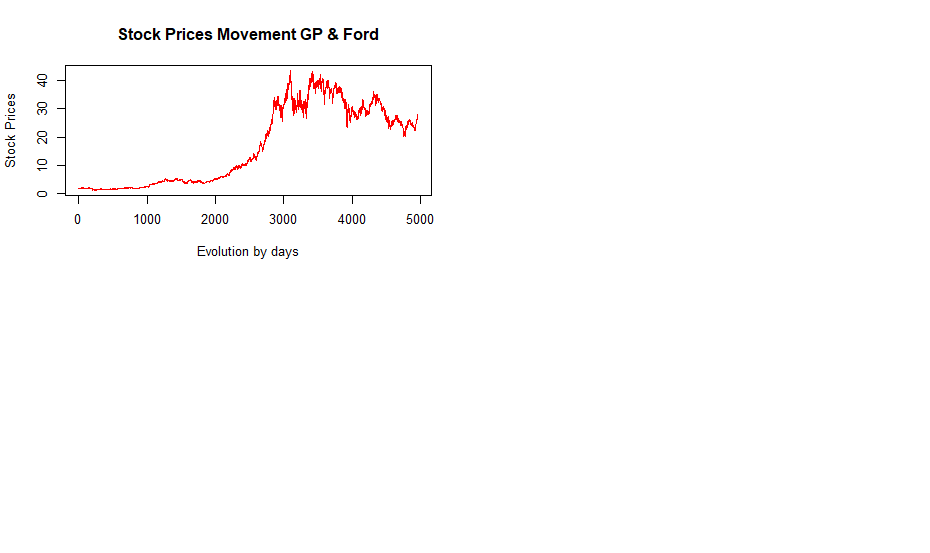 Stock Prices Movement GP & Ford
Stock Prices
40
30
20
10
0
0 1000 2000 3000 4000 5000
Evolution by days